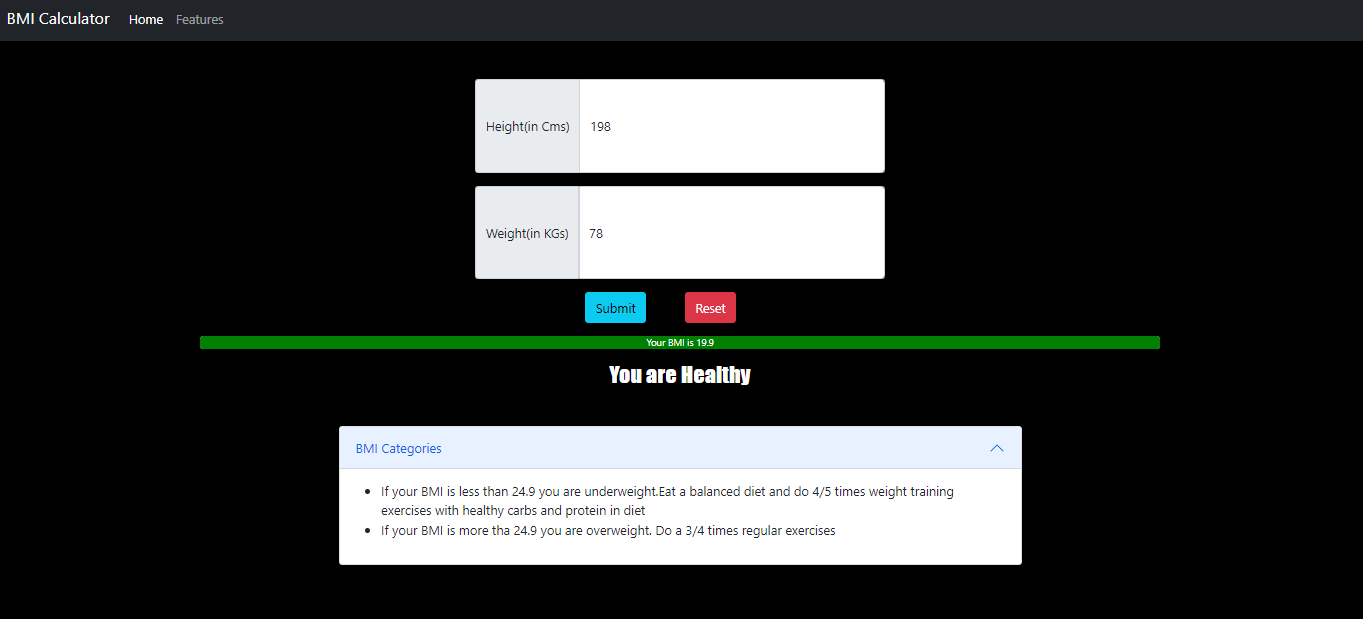 BMI Calculator Home Features
Height(in Cms) 198
Weight(in KGs) 78
Submit Reset
Your BMI is 19.9
You are Healthy
BMI Categories
If your BMI is less than 24.9 you are underweight.Eat a balanced diet and do 4/5 times weight training
exercises with healthy carbs and protein in diet
If your BMI is more tha 24.9 you are overweight. Do a 3/4 times regular exercises